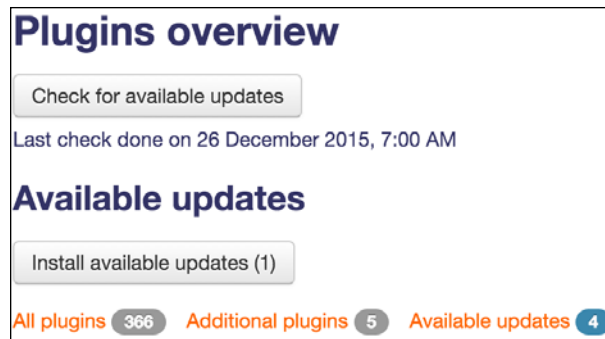 Plugins overview
Check for available updates
Last check done on 26 December 2015, 7:00 AM
Available updates
Install available updates (1)
All plugins 366 Additional plugins 5 Available updates 4